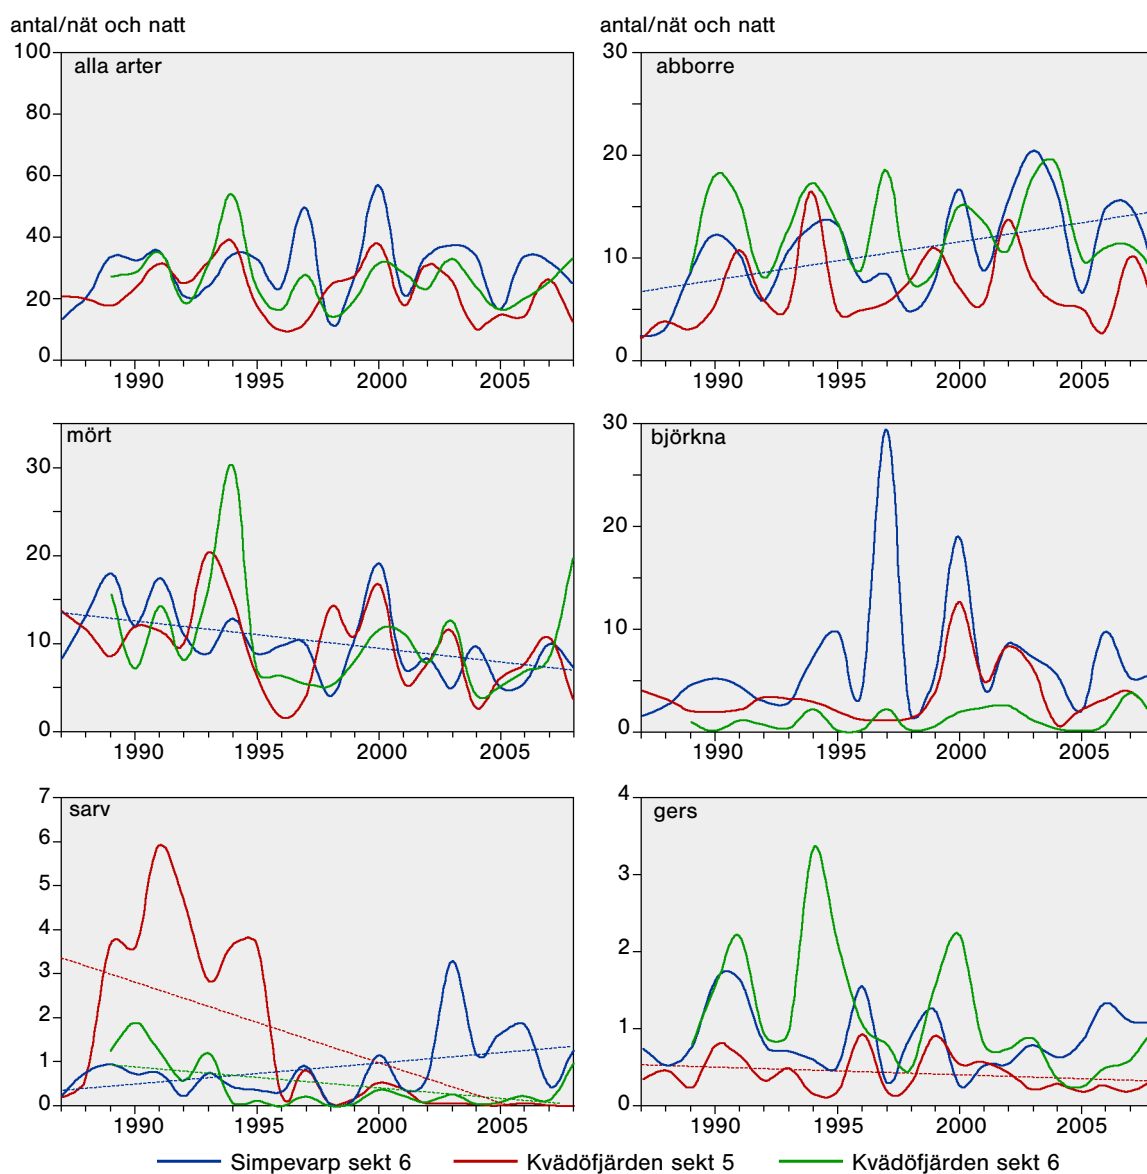 antal/nät och natt
antal/nät och natt
alla arter
100
80
60
40
20
0
1990 1995 2000 2005
abborre
30
20
10
0
1990 1995 2000 2005
mört
30
20
10
0
1990 1995 2000 2005
björkna
30
20
10
0
1990 1995 2000 2005
sarv
7
6
5
4
3
2
1
0
1990 1995 2000 2005
gers
4
3
2
1
0
1990 1995 2000 2005
Simpevarp sekt 6 Kvädöfjärden sekt 5 Kvädöfjärden sekt 6